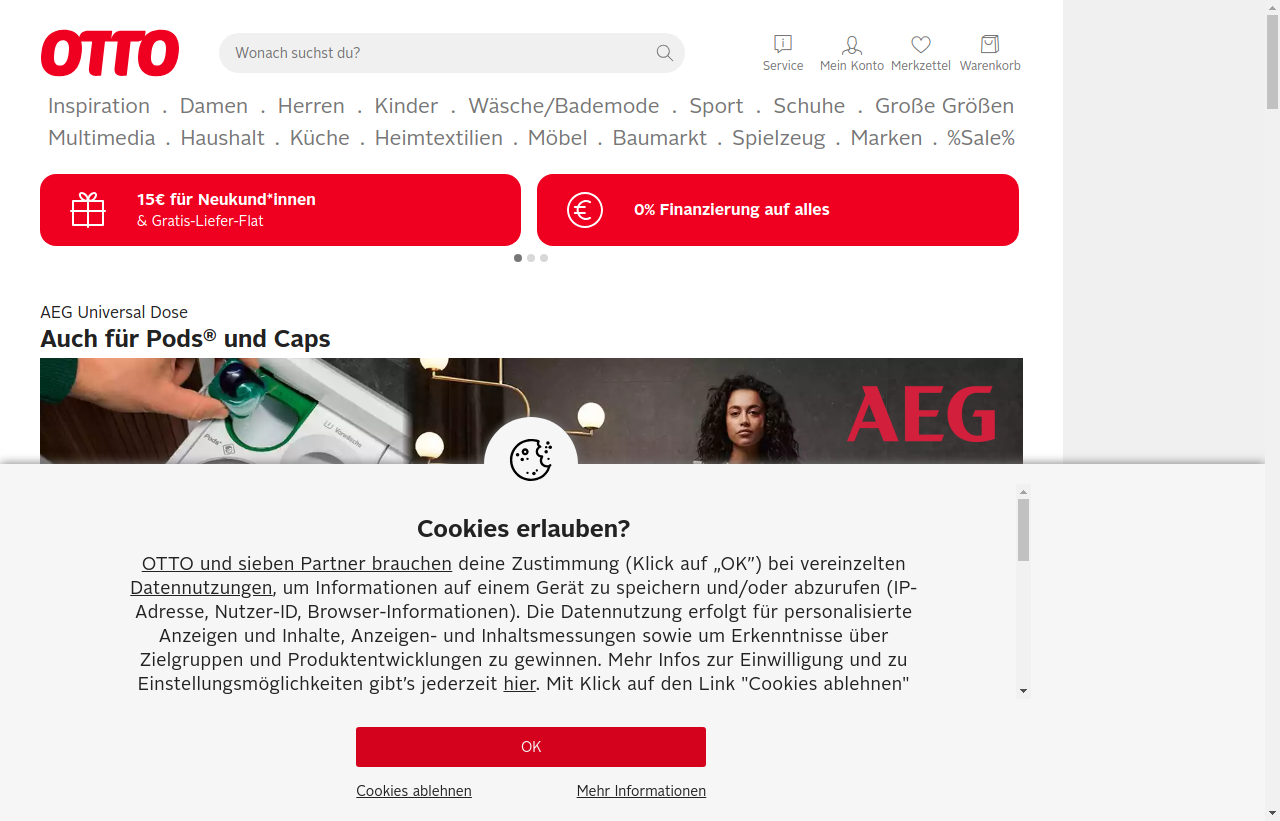 OTTO
Wonach suchst du?
Service
Mein Konto
Merkzettel
Warenkorb
Inspiration . Damen . Herren . Kinder . Wäsche/Bademode . Sport . Schuhe . Große Größen
Multimedia . Haushalt . Küche . Heimtextilien . Möbel . Baumarkt . Spielzeug . Marken . %Sale%
15€ für Neukund*innen
& Gratis-Liefer-Flat
0% Finanzierung auf alles
AEG Universal Dose
Auch für Pods® und Caps
AEG
Pods®
Vorwäsche
Cookies erlauben?
OTTO und sieben Partner brauchen deine Zustimmung (Klick auf „OK”) bei vereinzelten
Datennutzungen, um Informationen auf einem Gerät zu speichern und/oder abzurufen (IP-
Adresse, Nutzer-ID, Browser-Informationen). Die Datennutzung erfolgt für personalisierte
Anzeigen und Inhalte, Anzeigen- und Inhaltsmessungen sowie um Erkenntnisse über
Zielgruppen und Produktentwicklungen zu gewinnen. Mehr Infos zur Einwilligung und zu
Einstellungsmöglichkeiten gibt’s jederzeit hier. Mit Klick auf den Link "Cookies ablehnen"
OK
Cookies ablehnen
Mehr Informationen